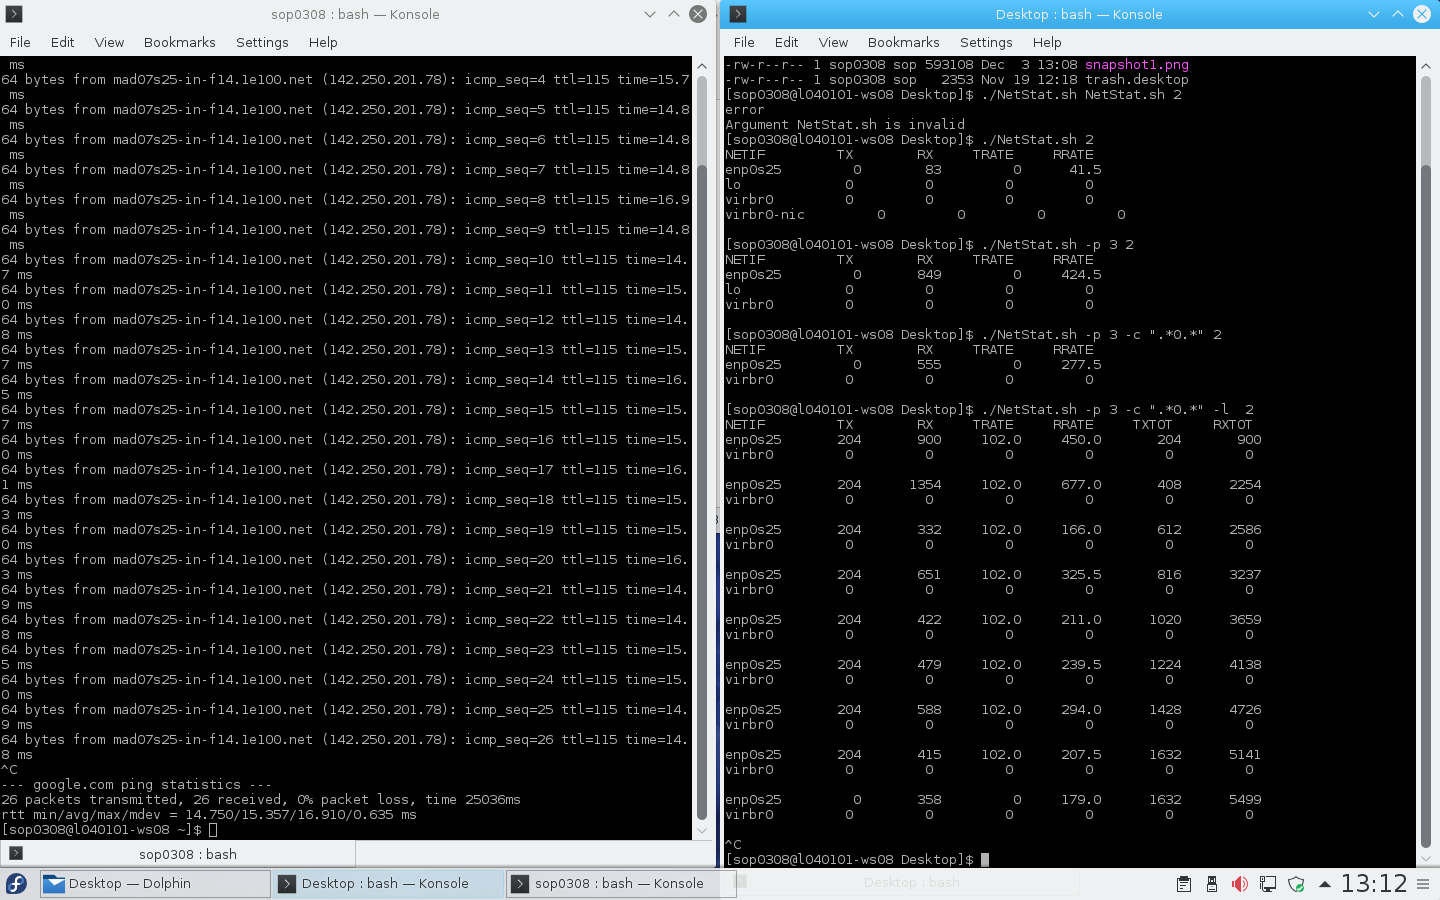 sop0308 : bash — Konsole
File Edit View Bookmarks Settings Help
ms
64 bytes from mad07s25-in-f14.1e100.net (142.250.201.78): icmp_seq=4 ttl=115 time=15.7
ms
64 bytes from mad07s25-in-f14.1e100.net (142.250.201.78): icmp_seq=5 ttl=115 time=14.8
ms
64 bytes from mad07s25-in-f14.1e100.net (142.250.201.78): icmp_seq=6 ttl=115 time=14.8
ms
64 bytes from mad07s25-in-f14.1e100.net (142.250.201.78): icmp_seq=7 ttl=115 time=14.8
ms
64 bytes from mad07s25-in-f14.1e100.net (142.250.201.78): icmp_seq=8 ttl=115 time=16.9
ms
64 bytes from mad07s25-in-f14.1e100.net (142.250.201.78): icmp_seq=9 ttl=115 time=14.8
ms
64 bytes from mad07s25-in-f14.1e100.net (142.250.201.78): icmp_seq=10 ttl=115 time=14.
7 ms
64 bytes from mad07s25-in-f14.1e100.net (142.250.201.78): icmp_seq=11 ttl=115 time=15.
0 ms
64 bytes from mad07s25-in-f14.1e100.net (142.250.201.78): icmp_seq=12 ttl=115 time=14.
8 ms
64 bytes from mad07s25-in-f14.1e100.net (142.250.201.78): icmp_seq=13 ttl=115 time=15.
7 ms
64 bytes from mad07s25-in-f14.1e100.net (142.250.201.78): icmp_seq=14 ttl=115 time=16.
5 ms
64 bytes from mad07s25-in-f14.1e100.net (142.250.201.78): icmp_seq=15 ttl=115 time=15.
7 ms
64 bytes from mad07s25-in-f14.1e100.net (142.250.201.78): icmp_seq=16 ttl=115 time=15.
0 ms
64 bytes from mad07s25-in-f14.1e100.net (142.250.201.78): icmp_seq=17 ttl=115 time=16.
1 ms
64 bytes from mad07s25-in-f14.1e100.net (142.250.201.78): icmp_seq=18 ttl=115 time=15.
3 ms
64 bytes from mad07s25-in-f14.1e100.net (142.250.201.78): icmp_seq=19 ttl=115 time=15.
0 ms
64 bytes from mad07s25-in-f14.1e100.net (142.250.201.78): icmp_seq=20 ttl=115 time=16.
3 ms
64 bytes from mad07s25-in-f14.1e100.net (142.250.201.78): icmp_seq=21 ttl=115 time=14.
9 ms
64 bytes from mad07s25-in-f14.1e100.net (142.250.201.78): icmp_seq=22 ttl=115 time=14.
8 ms
64 bytes from mad07s25-in-f14.1e100.net (142.250.201.78): icmp_seq=23 ttl=115 time=15.
5 ms
64 bytes from mad07s25-in-f14.1e100.net (142.250.201.78): icmp_seq=24 ttl=115 time=15.
0 ms
64 bytes from mad07s25-in-f14.1e100.net (142.250.201.78): icmp_seq=25 ttl=115 time=14.
9 ms
64 bytes from mad07s25-in-f14.1e100.net (142.250.201.78): icmp_seq=26 ttl=115 time=14.
8 ms
^C
--- google.com ping statistics ---
26 packets transmitted, 26 received, 0% packet loss, time 25036ms
rtt min/avg/max/mdev = 14.750/15.357/16.910/0.635 ms
[sop0308@l040101-ws08 ~]$
sop0308 : bash
Desktop : bash — Konsole
File Edit View Bookmarks Settings Help
-rw-r--r-- 1 sop0308 sop 593108 Dec  3 13:08 snapshot1.png
-rw-r--r-- 1 sop0308 sop   2353 Nov 19 12:18 trash.desktop
[sop0308@l040101-ws08 Desktop]$ ./NetStat.sh NetStat.sh 2
error
Argument NetStat.sh is invalid
[sop0308@l040101-ws08 Desktop]$ ./NetStat.sh 2
NETIF TX RX TRATE RRATE
enp0s25 0 83 0 41.5
lo 0 0 0 0
virbr0 0 0 0 0
virbr0-nic 0 0 0 0
[sop0308@l040101-ws08 Desktop]$ ./NetStat.sh -p 3 2
NETIF TX RX TRATE RRATE
enp0s25 0 849 0 424.5
lo 0 0 0 0
virbr0 0 0 0 0
[sop0308@l040101-ws08 Desktop]$ ./NetStat.sh -p 3 -c ".*0.*" 2
NETIF TX RX TRATE RRATE
enp0s25 0 555 0 277.5
virbr0 0 0 0 0
[sop0308@l040101-ws08 Desktop]$ ./NetStat.sh -p 3 -c ".*0.*" -l  2
NETIF TX RX TRATE RRATE TXTOT RXTOT
enp0s25 204 900 102.0 450.0 204 900
virbr0 0 0 0 0 0 0
enp0s25 204 1354 102.0 677.0 408 2254
virbr0 0 0 0 0 0 0
enp0s25 204 332 102.0 166.0 612 2586
virbr0 0 0 0 0 0 0
enp0s25 204 651 102.0 325.5 816 3237
virbr0 0 0 0 0 0 0
enp0s25 204 422 102.0 211.0 1020 3659
virbr0 0 0 0 0 0 0
enp0s25 204 479 102.0 239.5 1224 4138
virbr0 0 0 0 0 0 0
enp0s25 204 588 102.0 294.0 1428 4726
virbr0 0 0 0 0 0 0
enp0s25 204 415 102.0 207.5 1632 5141
virbr0 0 0 0 0 0 0
enp0s25 0 358 0 179.0 1632 5499
virbr0 0 0 0 0 0 0
^C
[sop0308@l040101-ws08 Desktop]$
Desktop — Dolphin
Desktop : bash — Konsole
sop0308 : bash — Konsole
Desktop : bash
13:12